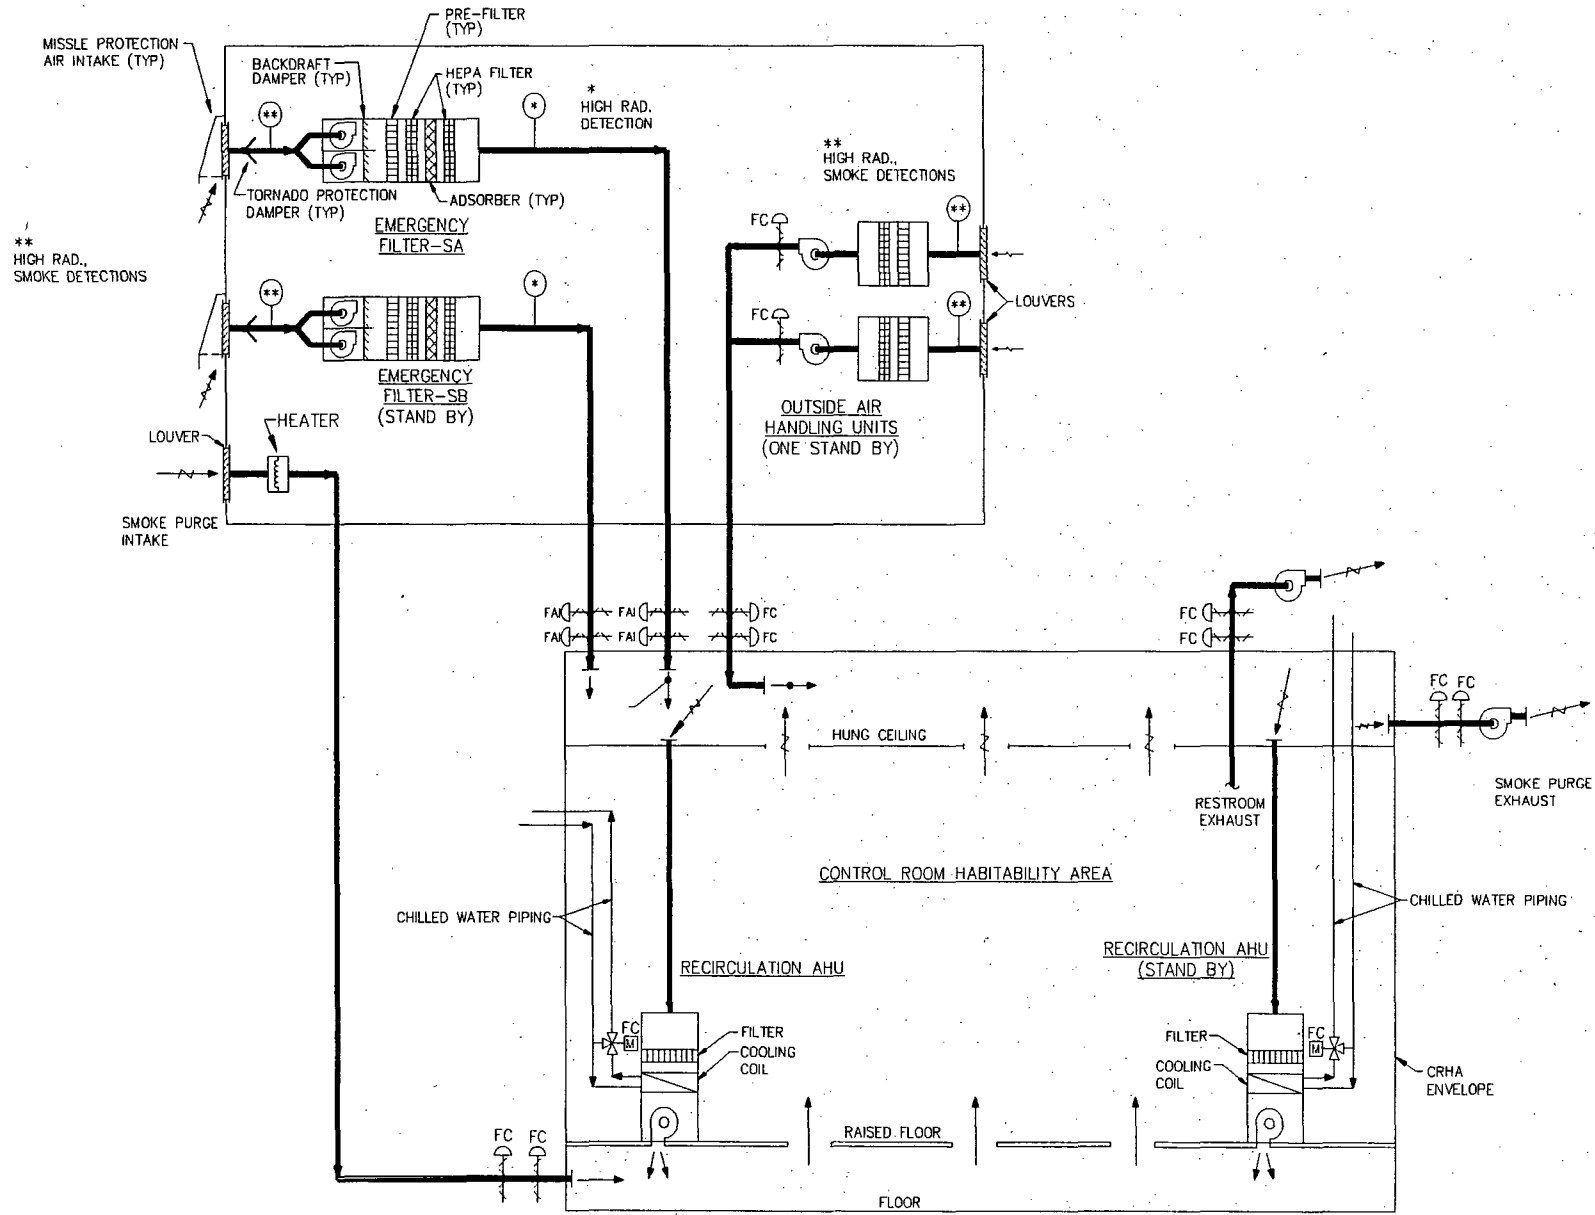 PRE-FILTER
(TYP)
MISSLE PROTECTION
AIR INTAKE (TYP)
BACKDRAFT
DAMPER (TYP)
HEPA FILTER
(TYP)
*
HIGH RAD.
DETECTION
**
*
**
HIGH RAD.,
SMOKE DETECTIONS
TORNADO PROTECTION
DAMPER (TYP)
ADSORBER (TYP)
EMERGENCY
FILTER-SA
FC
**
**
HIGH RAD.,
SMOKE DETECTIONS
**
*
LOUVERS
FC
**
EMERGENCY
FILTER-SB
(STAND BY)
OUTSIDE AIR
HANDLING UNITS
(ONE STAND BY)
HEATER
LOUVER
SMOKE PURGE
INTAKE
FAI
FAI
FC
FC
FAI
FAI
FC
FC
FC
FC
HUNG CEILING
RESTROOM
EXHAUST
SMOKE PURGE
EXHAUST
CONTROL ROOM HABITABILITY AREA
CHILLED WATER PIPING
CHILLED WATER PIPING
RECIRCULATION AHU
RECIRCULATION AHU
(STAND BY)
FC
M
FILTER
COOLING
COIL
FC
M
FILTER
COOLING
COIL
CRHA
ENVELOPE
FC
FC
RAISED FLOOR
FLOOR